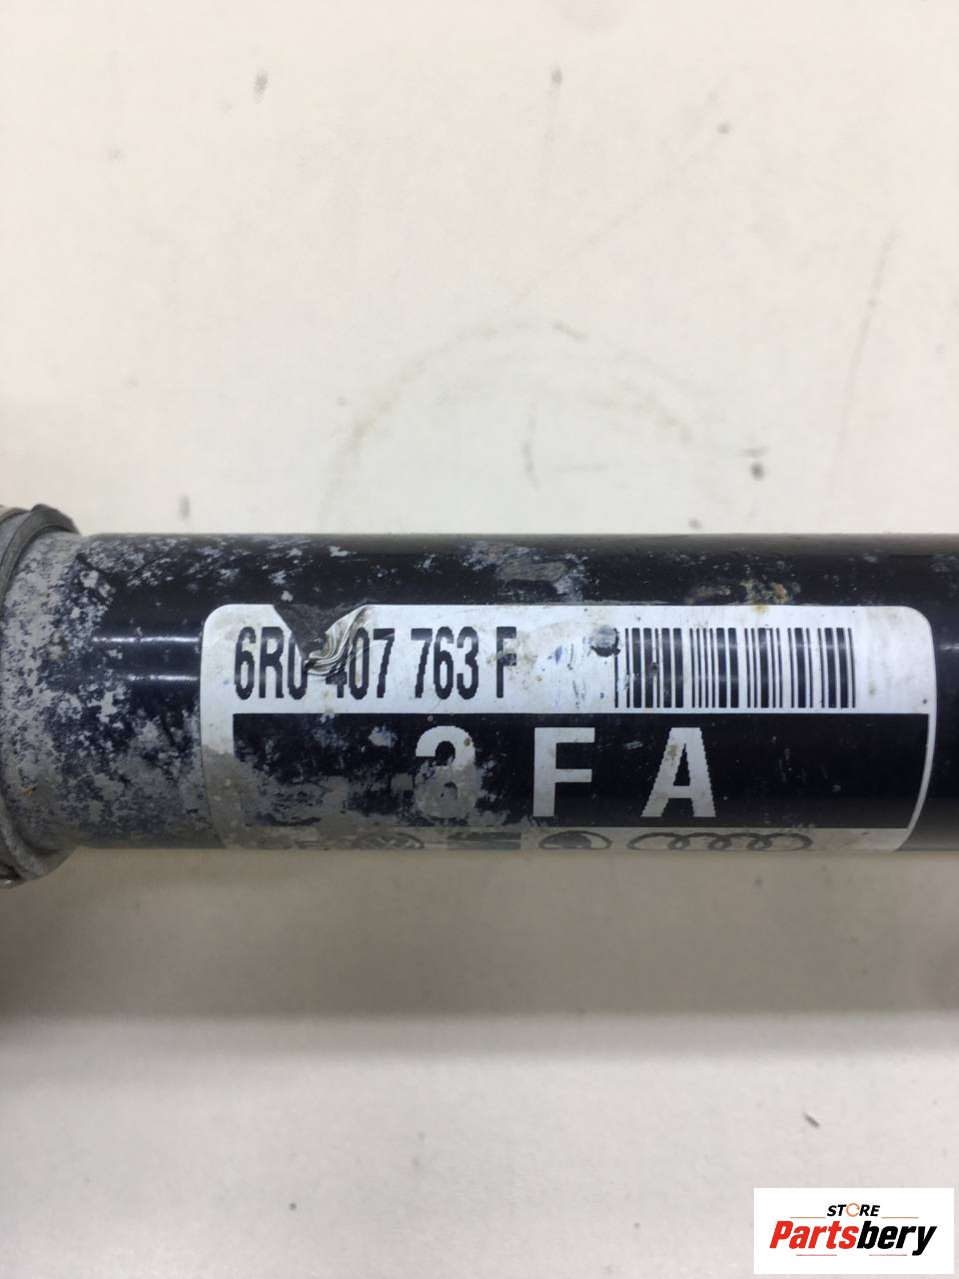 6R0 407 763 F
3 F A
STORE
Partsbery